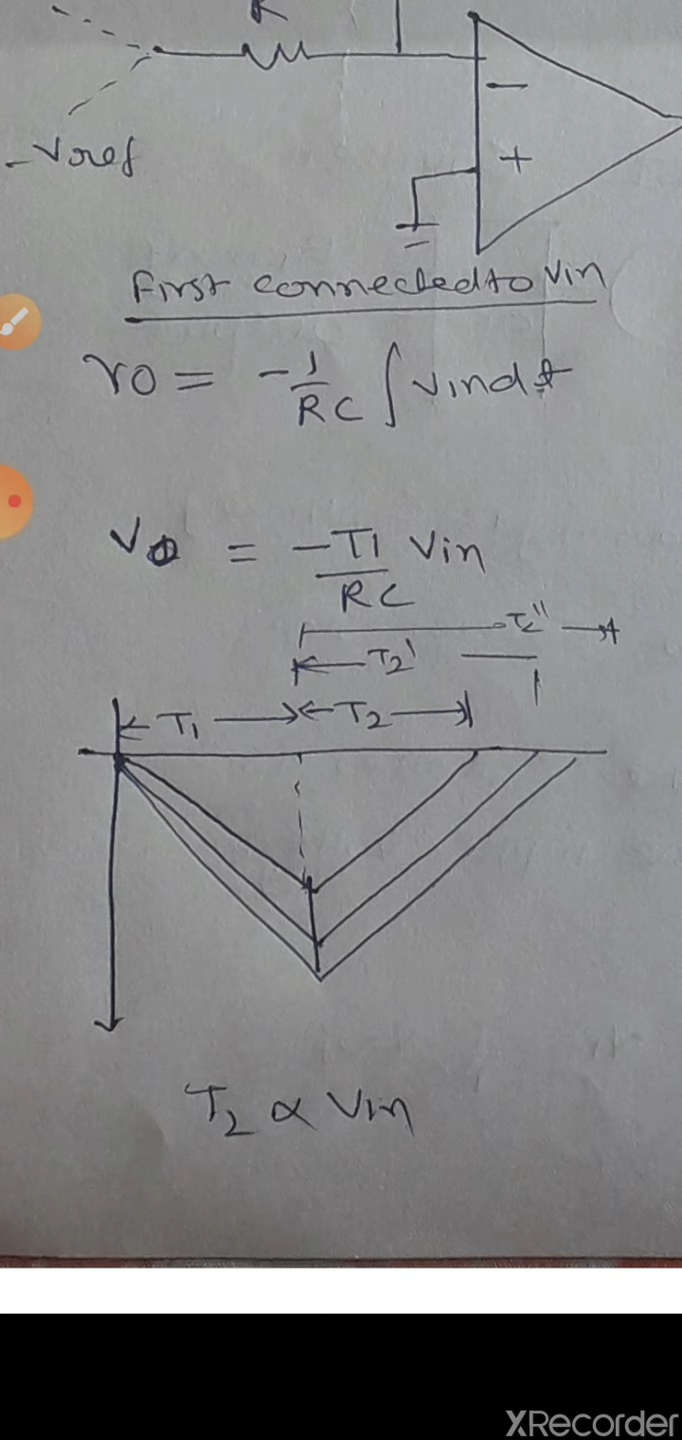 R
-Vref
-
+
First connected to Vin
vo = -1/RC ∫ vin dt
Vo = -T1/RC Vin
T2''
T2'
T1 T2
T2 ∝ Vin
XRecorder